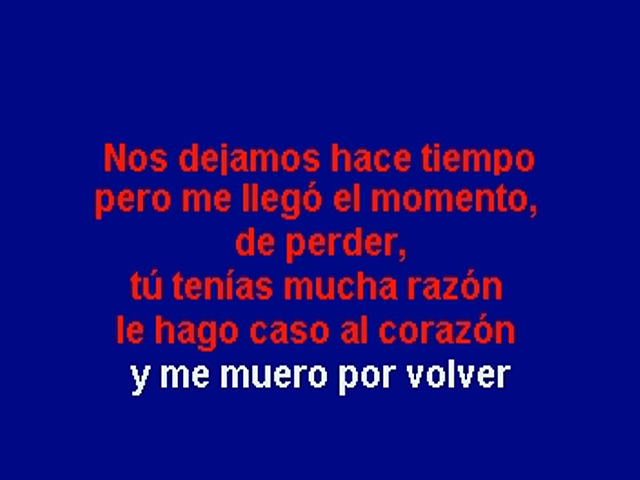 Nos dejamos hace tiempo
pero me llegó el momento,
de perder,
tú tenías mucha razón
le hago caso al corazón
y me muero por volver